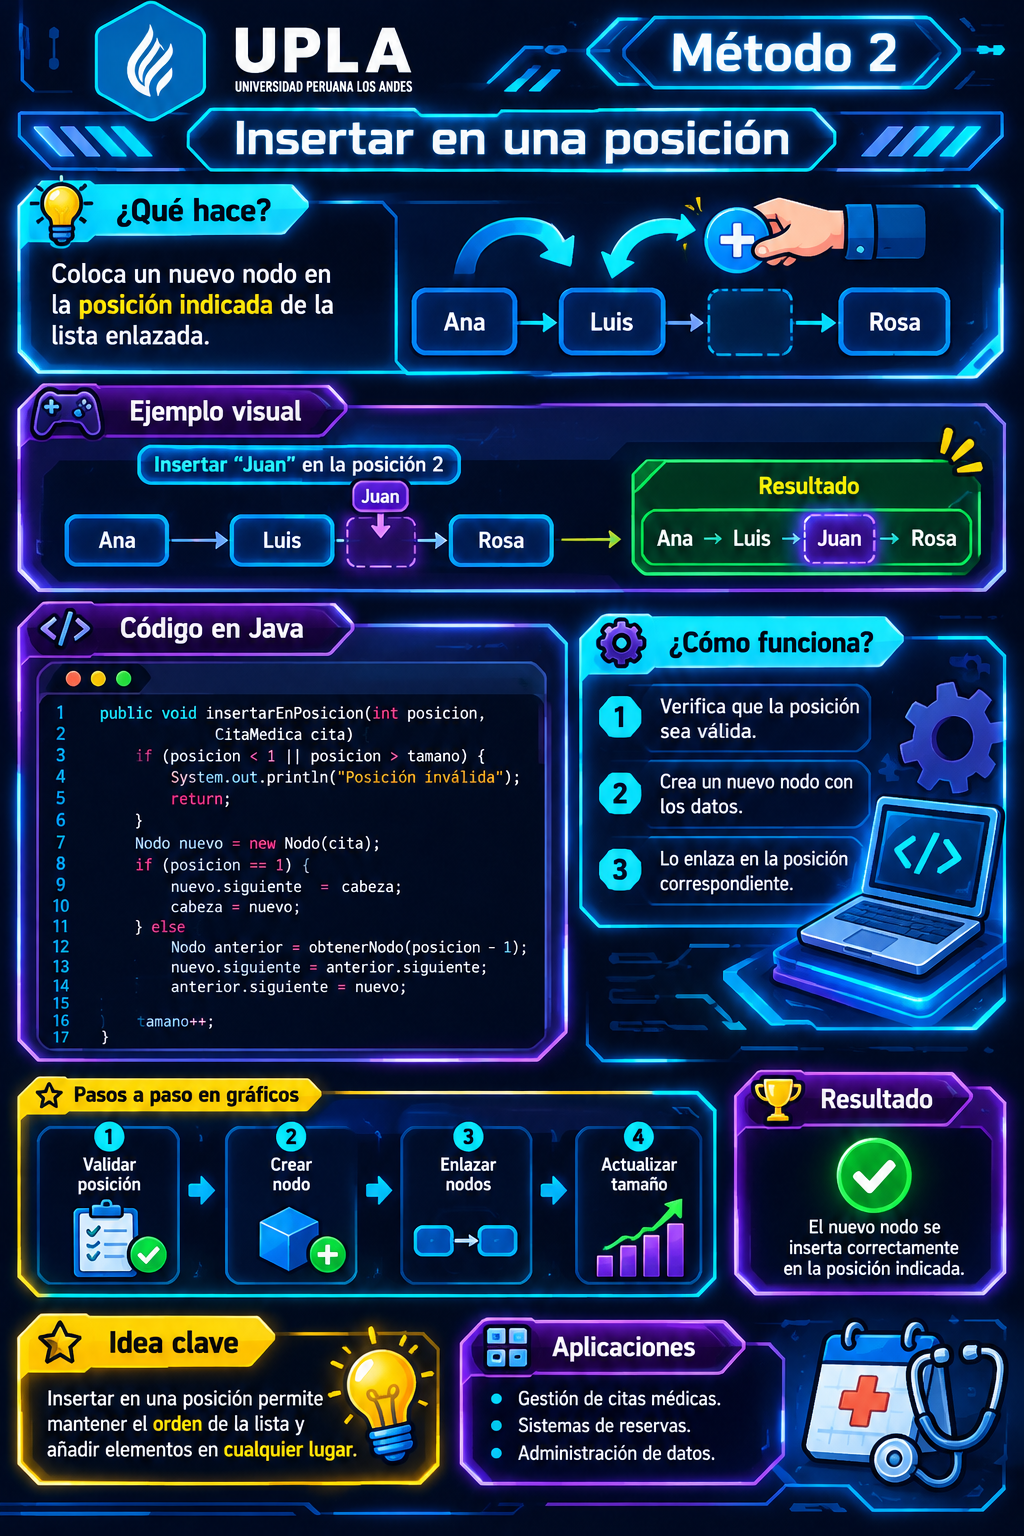 UPLA
UNIVERSIDAD PERUANA LOS ANDES
Método 2
Insertar en una posición
¿Qué hace?
Coloca un nuevo nodo en
la posición indicada de la
lista enlazada.
Ana
Luis
Rosa
Ejemplo visual
Insertar “Juan” en la posición 2
Juan
Ana
Luis
Rosa
Resultado
Ana → Luis → Juan → Rosa
</> Código en Java
1 public void insertarEnPosicion(int posicion,
2 CitaMedica cita)
3 if (posicion < 1 || posicion > tamano) {
4 System.out.println("Posición ínválida");
5 return;
6 }
7 Nodo nuevo = new Nodo(cita);
8 if (posicion == 1) {
9 nuevo.siguiente = cabeza;
10 cabeza = nuevo;
11 } else
12 Nodo anterior = obtenerNodo(posicion - 1);
13 nuevo.siguiente = anterior.siguiente;
14 anterior.siguiente = nuevo;
15
16 } tamano++;
17 }
¿Cómo funciona?
1 Verifica que la posición
sea válida.
2 Crea un nuevo nodo con
los datos.
3 Lo enlaza en la posición
correspondiente.
</>
Pasos a paso en gráficos
1
Validar
posición
2
Crear
nodo
3
Enlazar
nodos
4
Actualizar
tamaño
Resultado
El nuevo nodo se
inserta correctamente
en la posición indicada.
Idea clave
Insertar en una posición permite
mantener el orden de la lista y
añadir elementos en cualquier lugar.
Aplicaciones
• Gestión de citas médicas.
• Sistemas de reservas.
• Administración de datos.